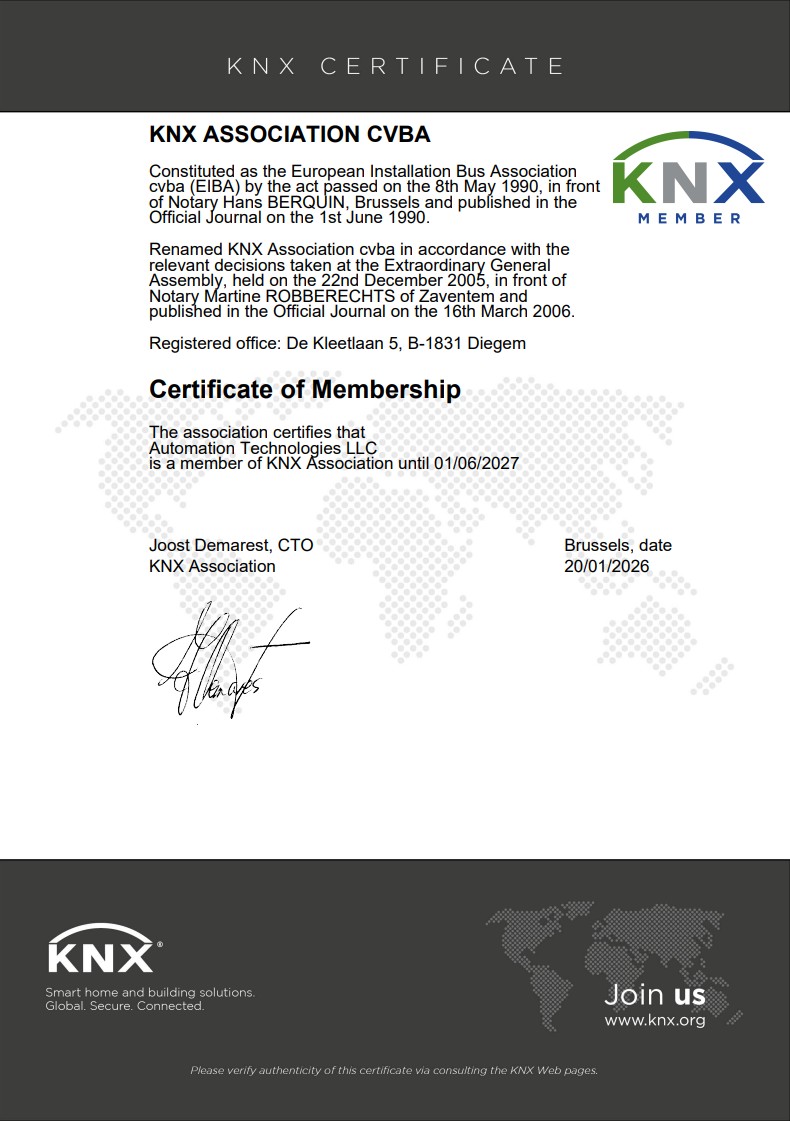 KNX CERTIFICATE
KNX ASSOCIATION CVBA
Constituted as the European Installation Bus Association
cvba (EIBA) by the act passed on the 8th May 1990, in front
of Notary Hans BERQUIN, Brussels and published in the
Official Journal on the 1st June 1990.
KNX
MEMBER
Renamed KNX Association cvba in accordance with the
relevant decisions taken at the Extraordinary General
Assembly, held on the 22nd December 2005, in front of
Notary Martine ROBBERECHTS of Zaventem and
published in the Official Journal on the 16th March 2006.
Registered office: De Kleetlaan 5, B-1831 Diegem
Certificate of Membership
The association certifies that
Automation Technologies LLC
is a member of KNX Association until 01/06/2027
Joost Demarest, CTO
KNX Association
Brussels, date
20/01/2026
KNX®
Smart home and building solutions.
Global. Secure. Connected.
Join us
www.knx.org
Please verify authenticity of this certificate via consulting the KNX Web pages.